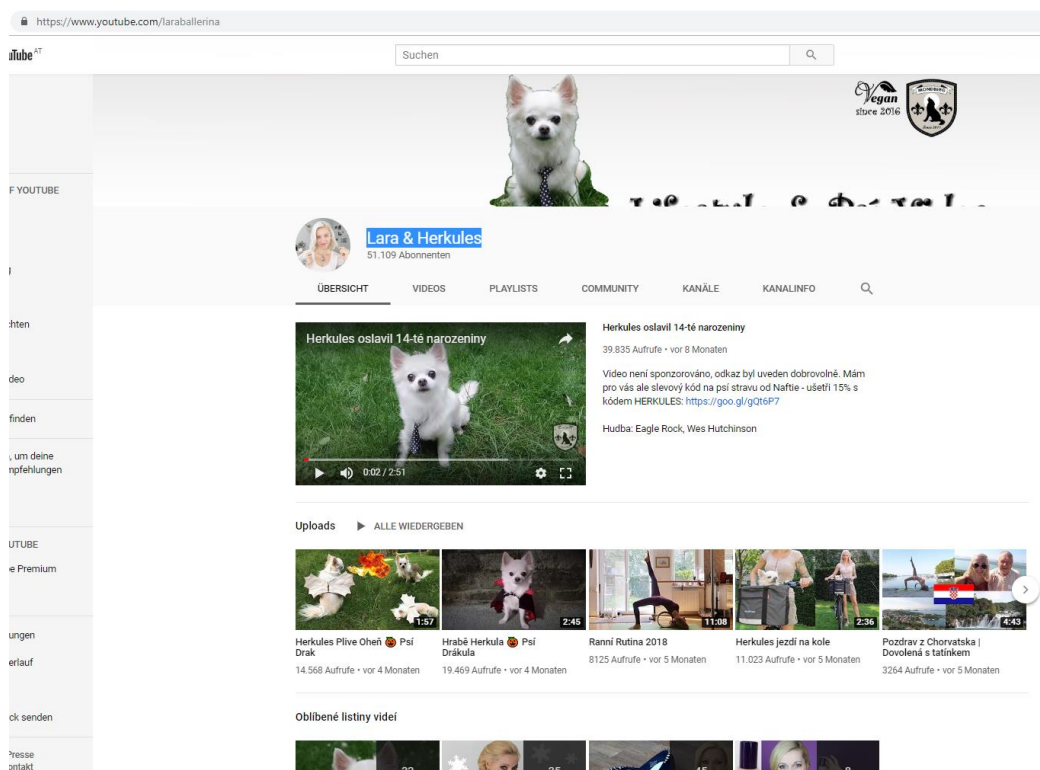 https://www.youtube.com/laraballerina
uTube AT
Suchen
Vegan
since 2016
F YOUTUBE
Lara & Herkules
51.109 Abonnenten
ÜBERSICHT VIDEOS PLAYLISTS COMMUNITY KANÄLE KANALINFO
chten
deo
finden
, um deine
mpfehlungen
UTUBE
e Premium
ungen
erlauf
ck senden
Presse
ontakt
Herkules oslavil 14-té narozeniny
0:02 / 2:51
Herkules oslavil 14-té narozeniny
39.835 Aufrufe • vor 8 Monaten
Video není sponzorováno, odkaz byl uveden dobrovolně. Mám
pro vás ale slevový kód na psí stravu od Naftie - ušetři 15% s
kódem HERKULES: https://goo.gl/gQt6P7
Hudba: Eagle Rock, Wes Hutchinson
Uploads ALLE WIEDERGEBEN
1:57
2:45
11:08
2:36
4:43
Herkules Plive Oheň 🎃 Psí
Drak
14.568 Aufrufe • vor 4 Monaten
Hrabě Herkula 🎃 Psí
Drákula
19.469 Aufrufe • vor 4 Monaten
Ranní Rutina 2018
8125 Aufrufe • vor 5 Monaten
Herkules jezdí na kole
11.023 Aufrufe • vor 5 Monaten
Pozdrav z Chorvatska |
Dovolená s tatínkem
3264 Aufrufe • vor 5 Monaten
Oblíbené listiny videí